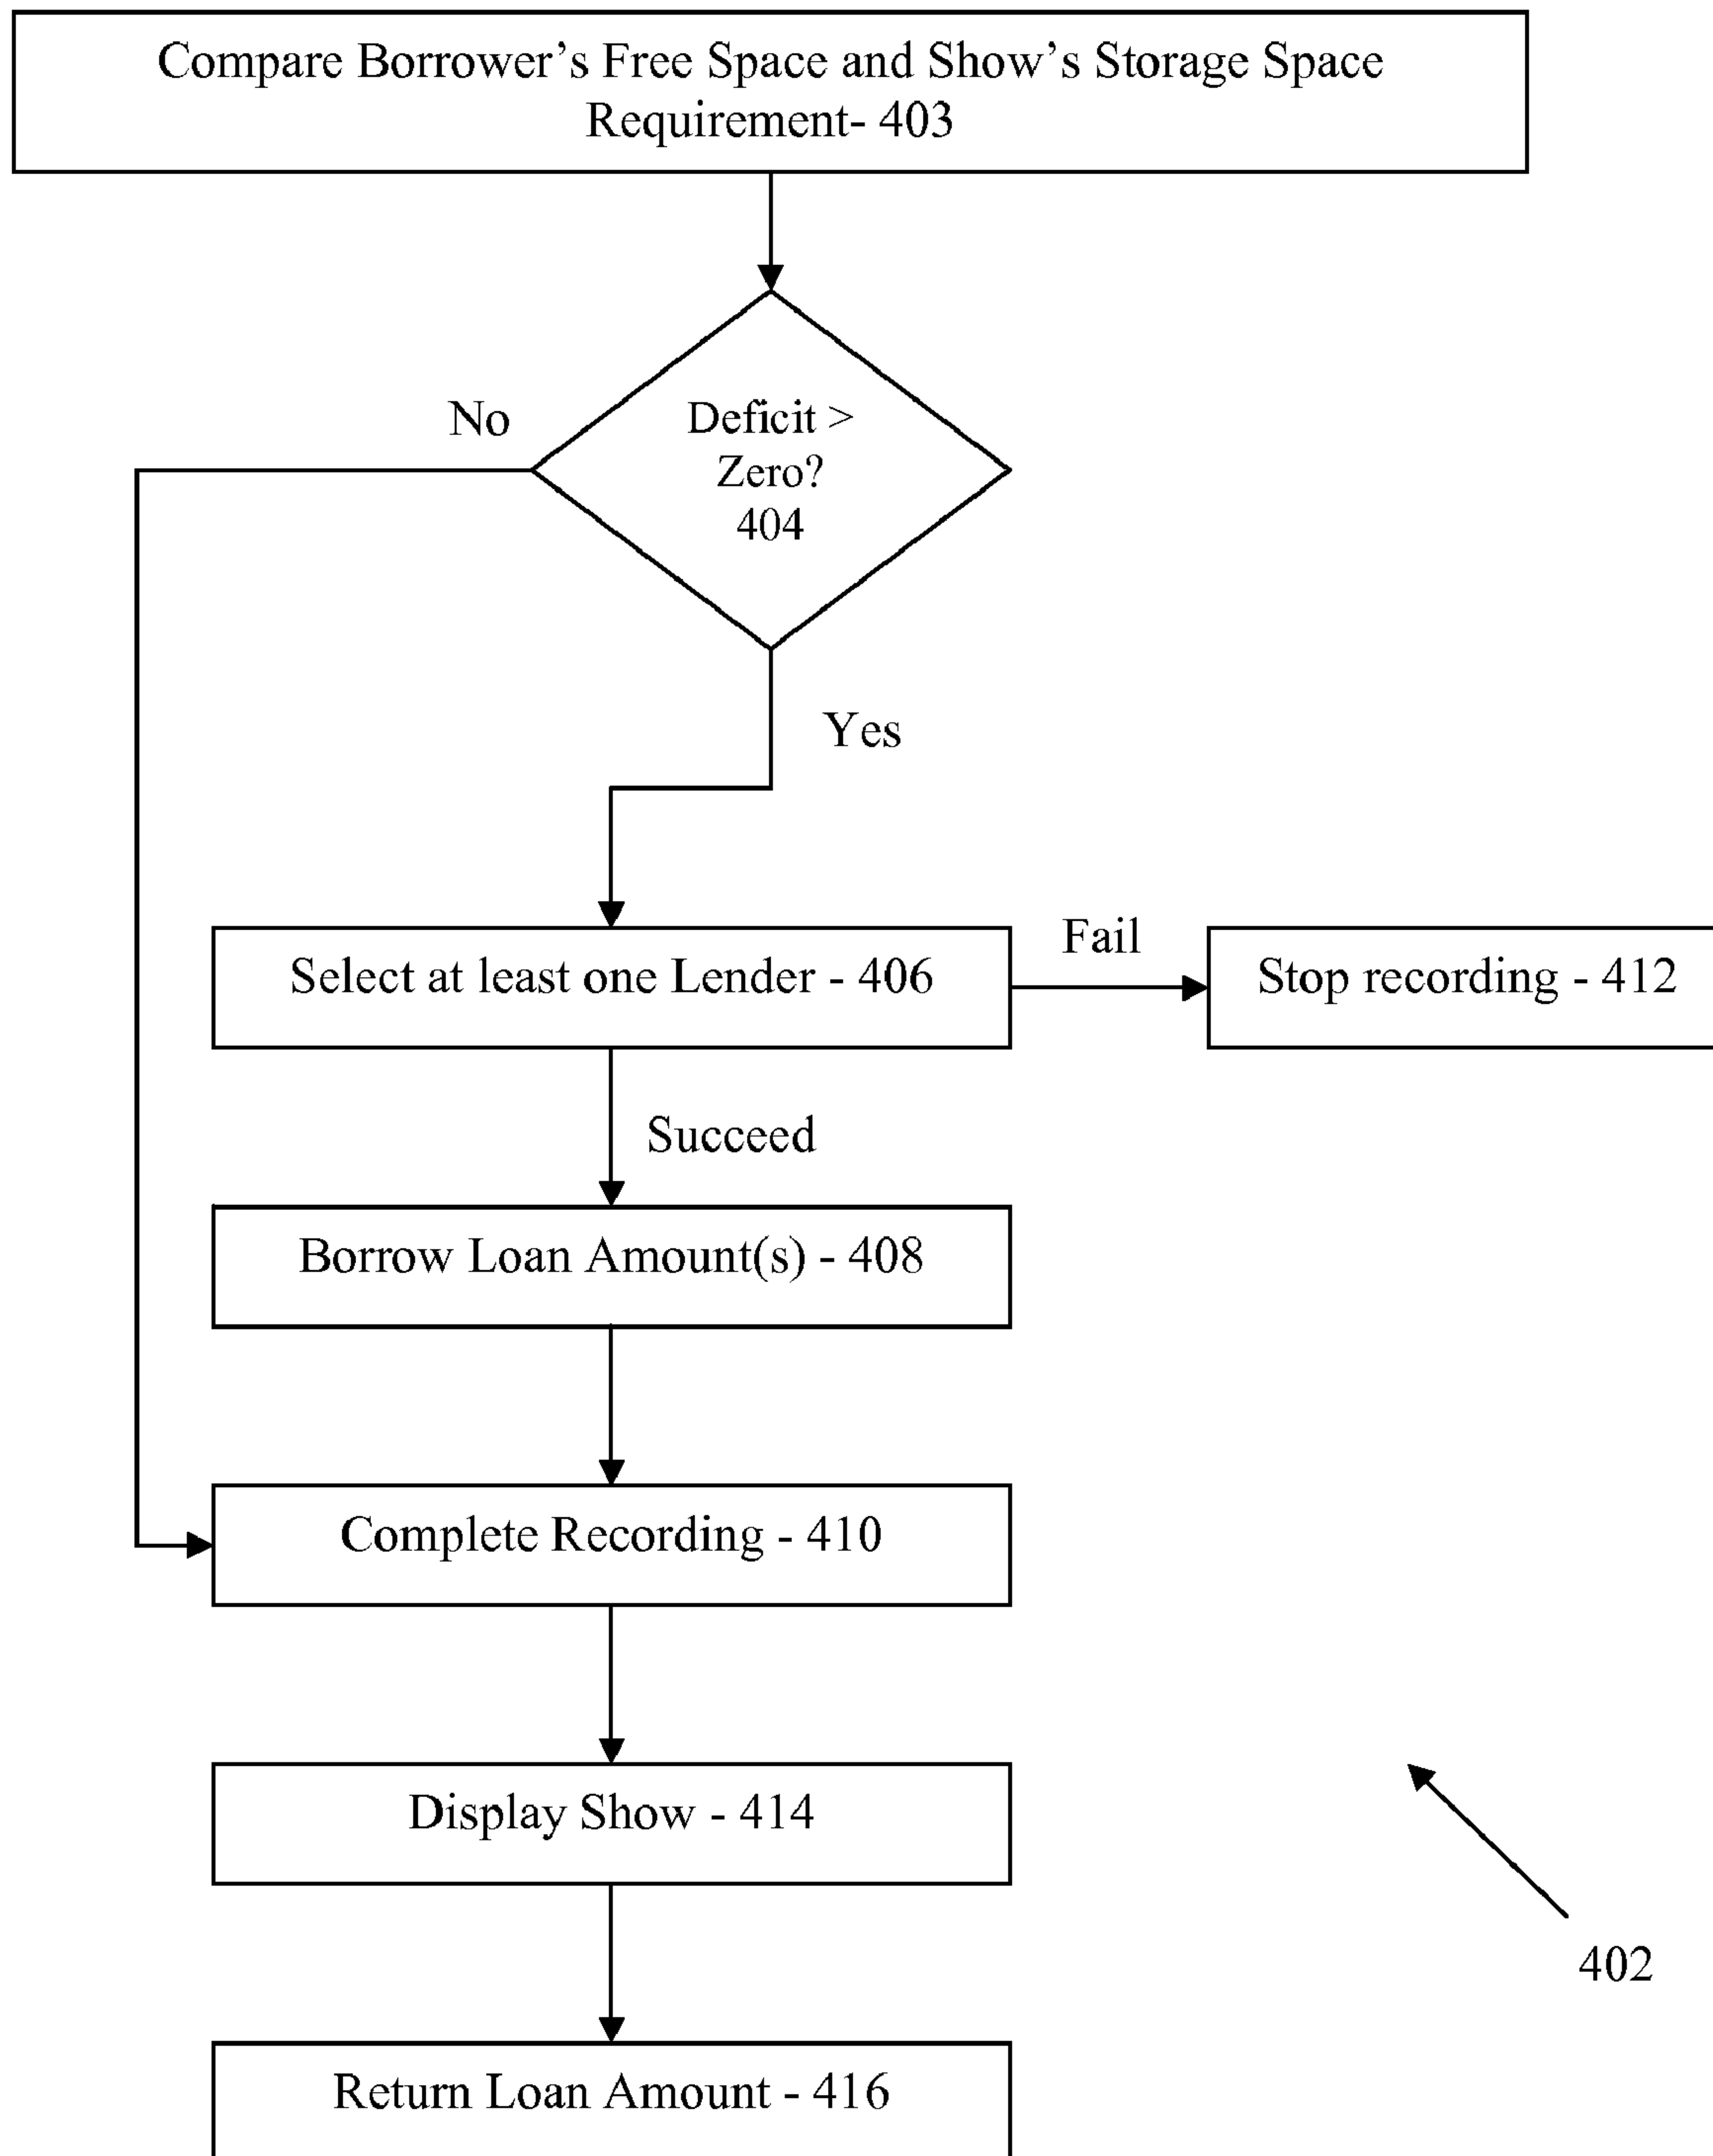 Compare Borrower’s Free Space and Show’s Storage Space
Requirement- 403
No
Deficit >
Zero?
404
Yes
Select at least one Lender - 406
Fail
Stop recording - 412
Succeed
Borrow Loan Amount(s) - 408
Complete Recording - 410
Display Show - 414
402
Return Loan Amount - 416